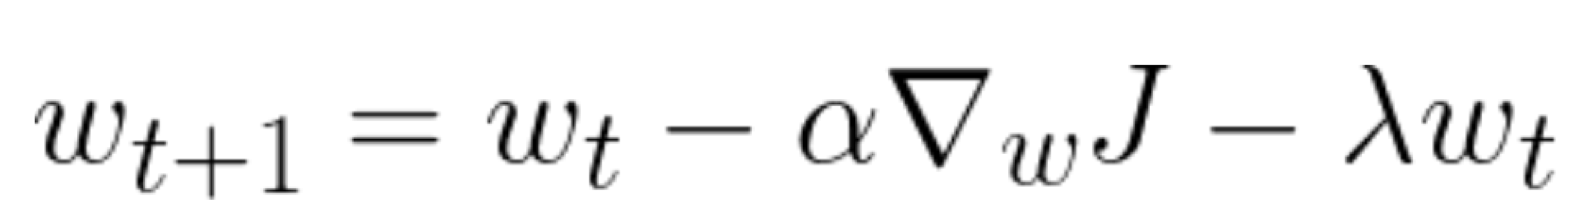 $w_{t+1} = w_t - \alpha \nabla_w J - \lambda w_t$